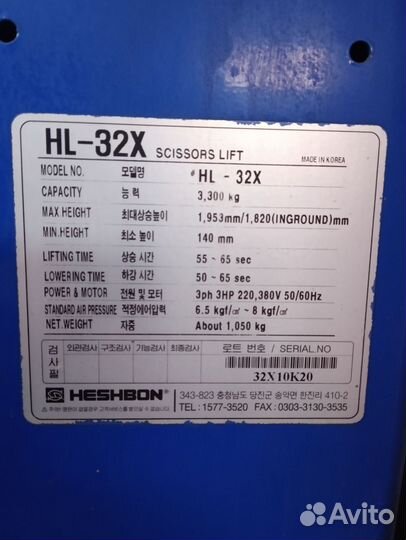 HL-32X SCISSORS LIFT MADE IN KOREA
MODEL NO. 모델명 HL - 32X
CAPACITY 능 력 3,300 kg
MAX HEIGHT 최대상승높이 1,953mm/1,820(INGROUND)mm
MIN.HEIGHT 최소 높이 140 mm
LIFTING TIME 상승 시간 55 ~ 65 sec
LOWERING TIME 하강 시간 50 ~ 65 sec
POWER & MOTOR 전원 및 모터 3ph 3HP 220,380V 50/60Hz
STANDARD AIR PRESSURE 적정에어압력 6.5 kgf/㎠ ~ 8 kgf/㎠
NET.WEIGHT 자중 About 1,050 kg
검사필 외관검사 구조검사 기능검사 최종검사 로트 번호 / SERIAL.NO
32X10K20
HESHBON 343-823 충청남도 당진군 송악면 한진리 410-2
TEL : 1577-3520 FAX : 0303-3130-3535
Avito